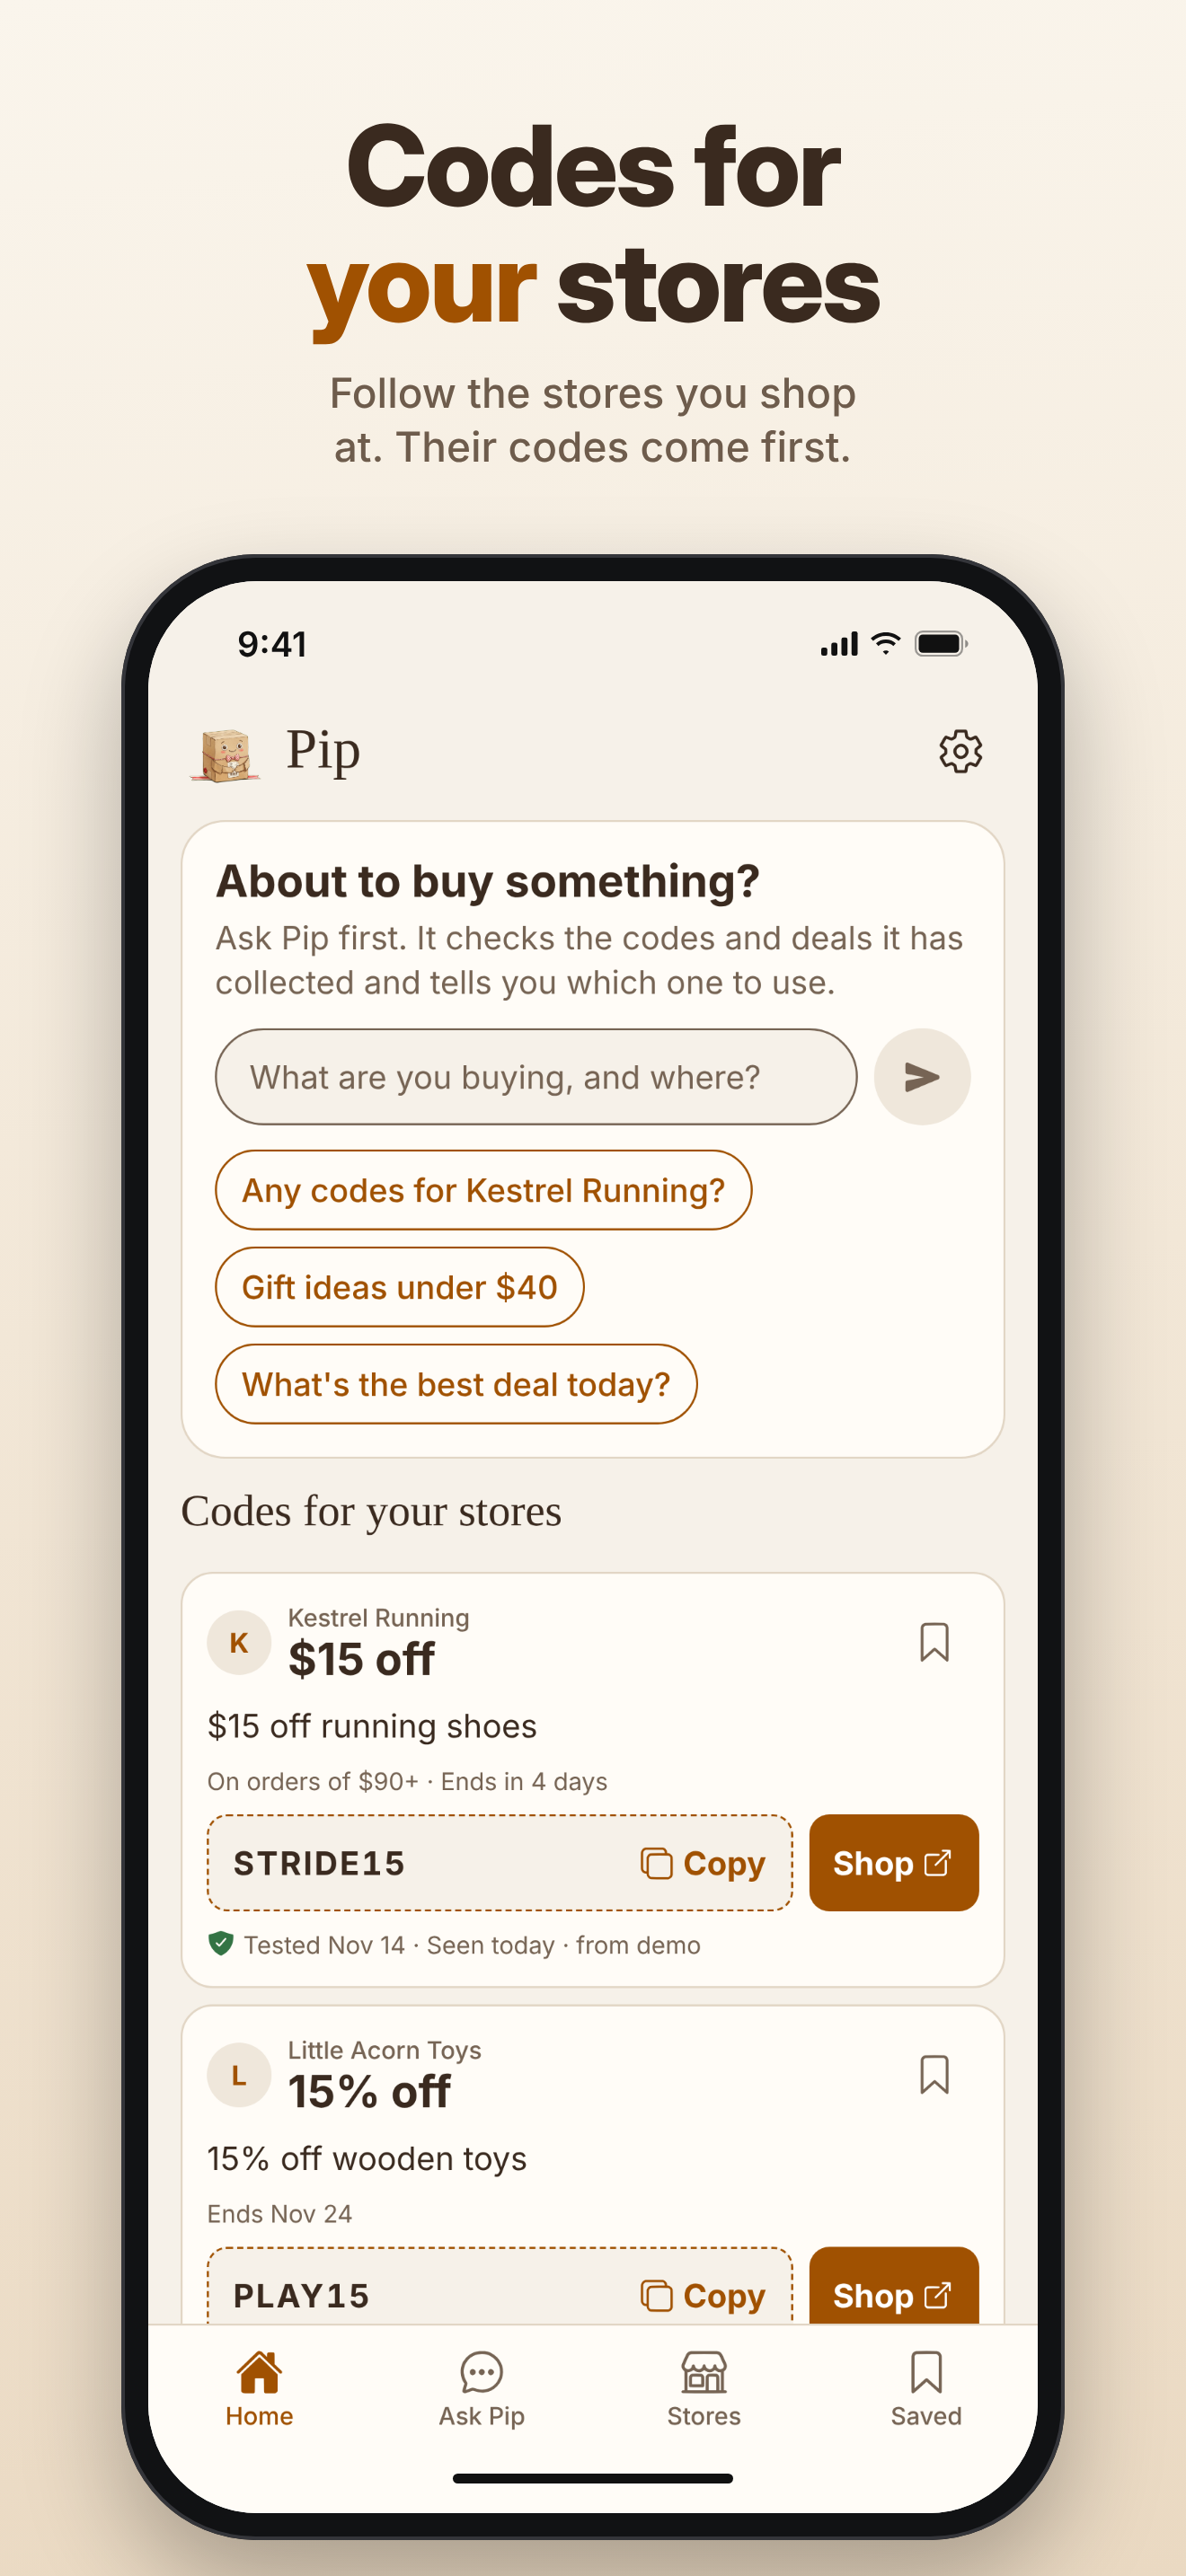 Codes for
your stores
Follow the stores you shop
at. Their codes come first.
9:41
Pip
About to buy something?
Ask Pip first. It checks the codes and deals it has
collected and tells you which one to use.
What are you buying, and where?
Any codes for Kestrel Running?
Gift ideas under $40
What's the best deal today?
Codes for your stores
K
Kestrel Running
$15 off
$15 off running shoes
On orders of $90+ · Ends in 4 days
STRIDE15
Copy
Shop
Tested Nov 14 · Seen today · from demo
L
Little Acorn Toys
15% off
15% off wooden toys
Ends Nov 24
PLAY15
Copy
Shop
Home
Ask Pip
Stores
Saved